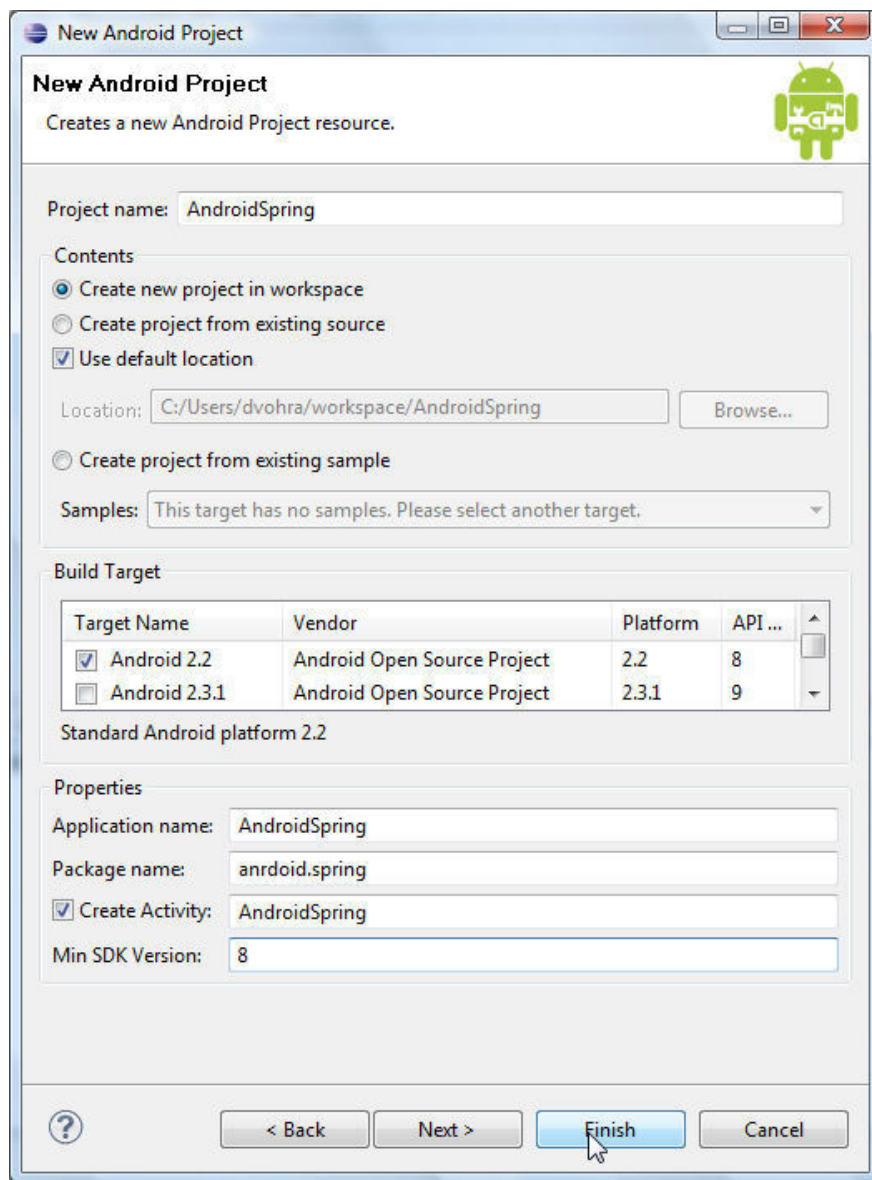 New Android Project
New Android Project
Creates a new Android Project resource.
Project name: AndroidSpring
Contents
Create new project in workspace
Create project from existing source
Use default location
Location: C:/Users/dvohra/workspace/AndroidSpring Browse...
Create project from existing sample
Samples: This target has no samples. Please select another target.
Build Target
Target Name Vendor Platform API ...
Android 2.2 Android Open Source Project 2.2 8
Android 2.3.1 Android Open Source Project 2.3.1 9
Standard Android platform 2.2
Properties
Application name: AndroidSpring
Package name: anrdoid.spring
Create Activity: AndroidSpring
Min SDK Version: 8
? < Back Next > Finish Cancel